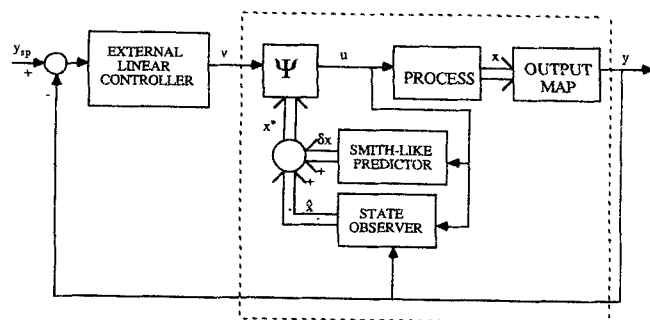 y_sp
+
-
EXTERNAL
LINEAR
CONTROLLER
v
Ψ
u
PROCESS
x
OUTPUT
MAP
y
x*
δx
+
+
SMITH-LIKE
PREDICTOR
x̂
STATE
OBSERVER